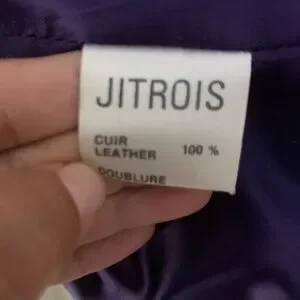 JITROIS
CUIR
LEATHER 100 %
DOUBLURE